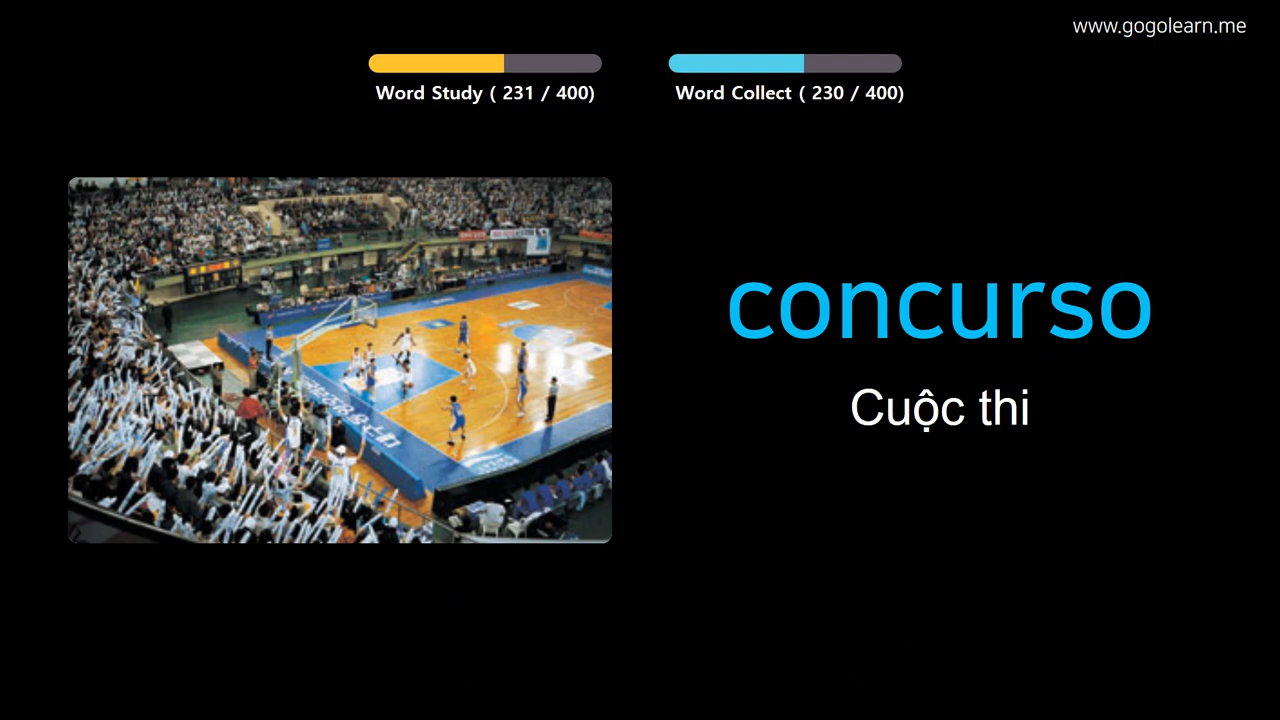 www.gogolearn.me
Word Study ( 231 / 400)
Word Collect ( 230 / 400)
concurso
Cuộc thi